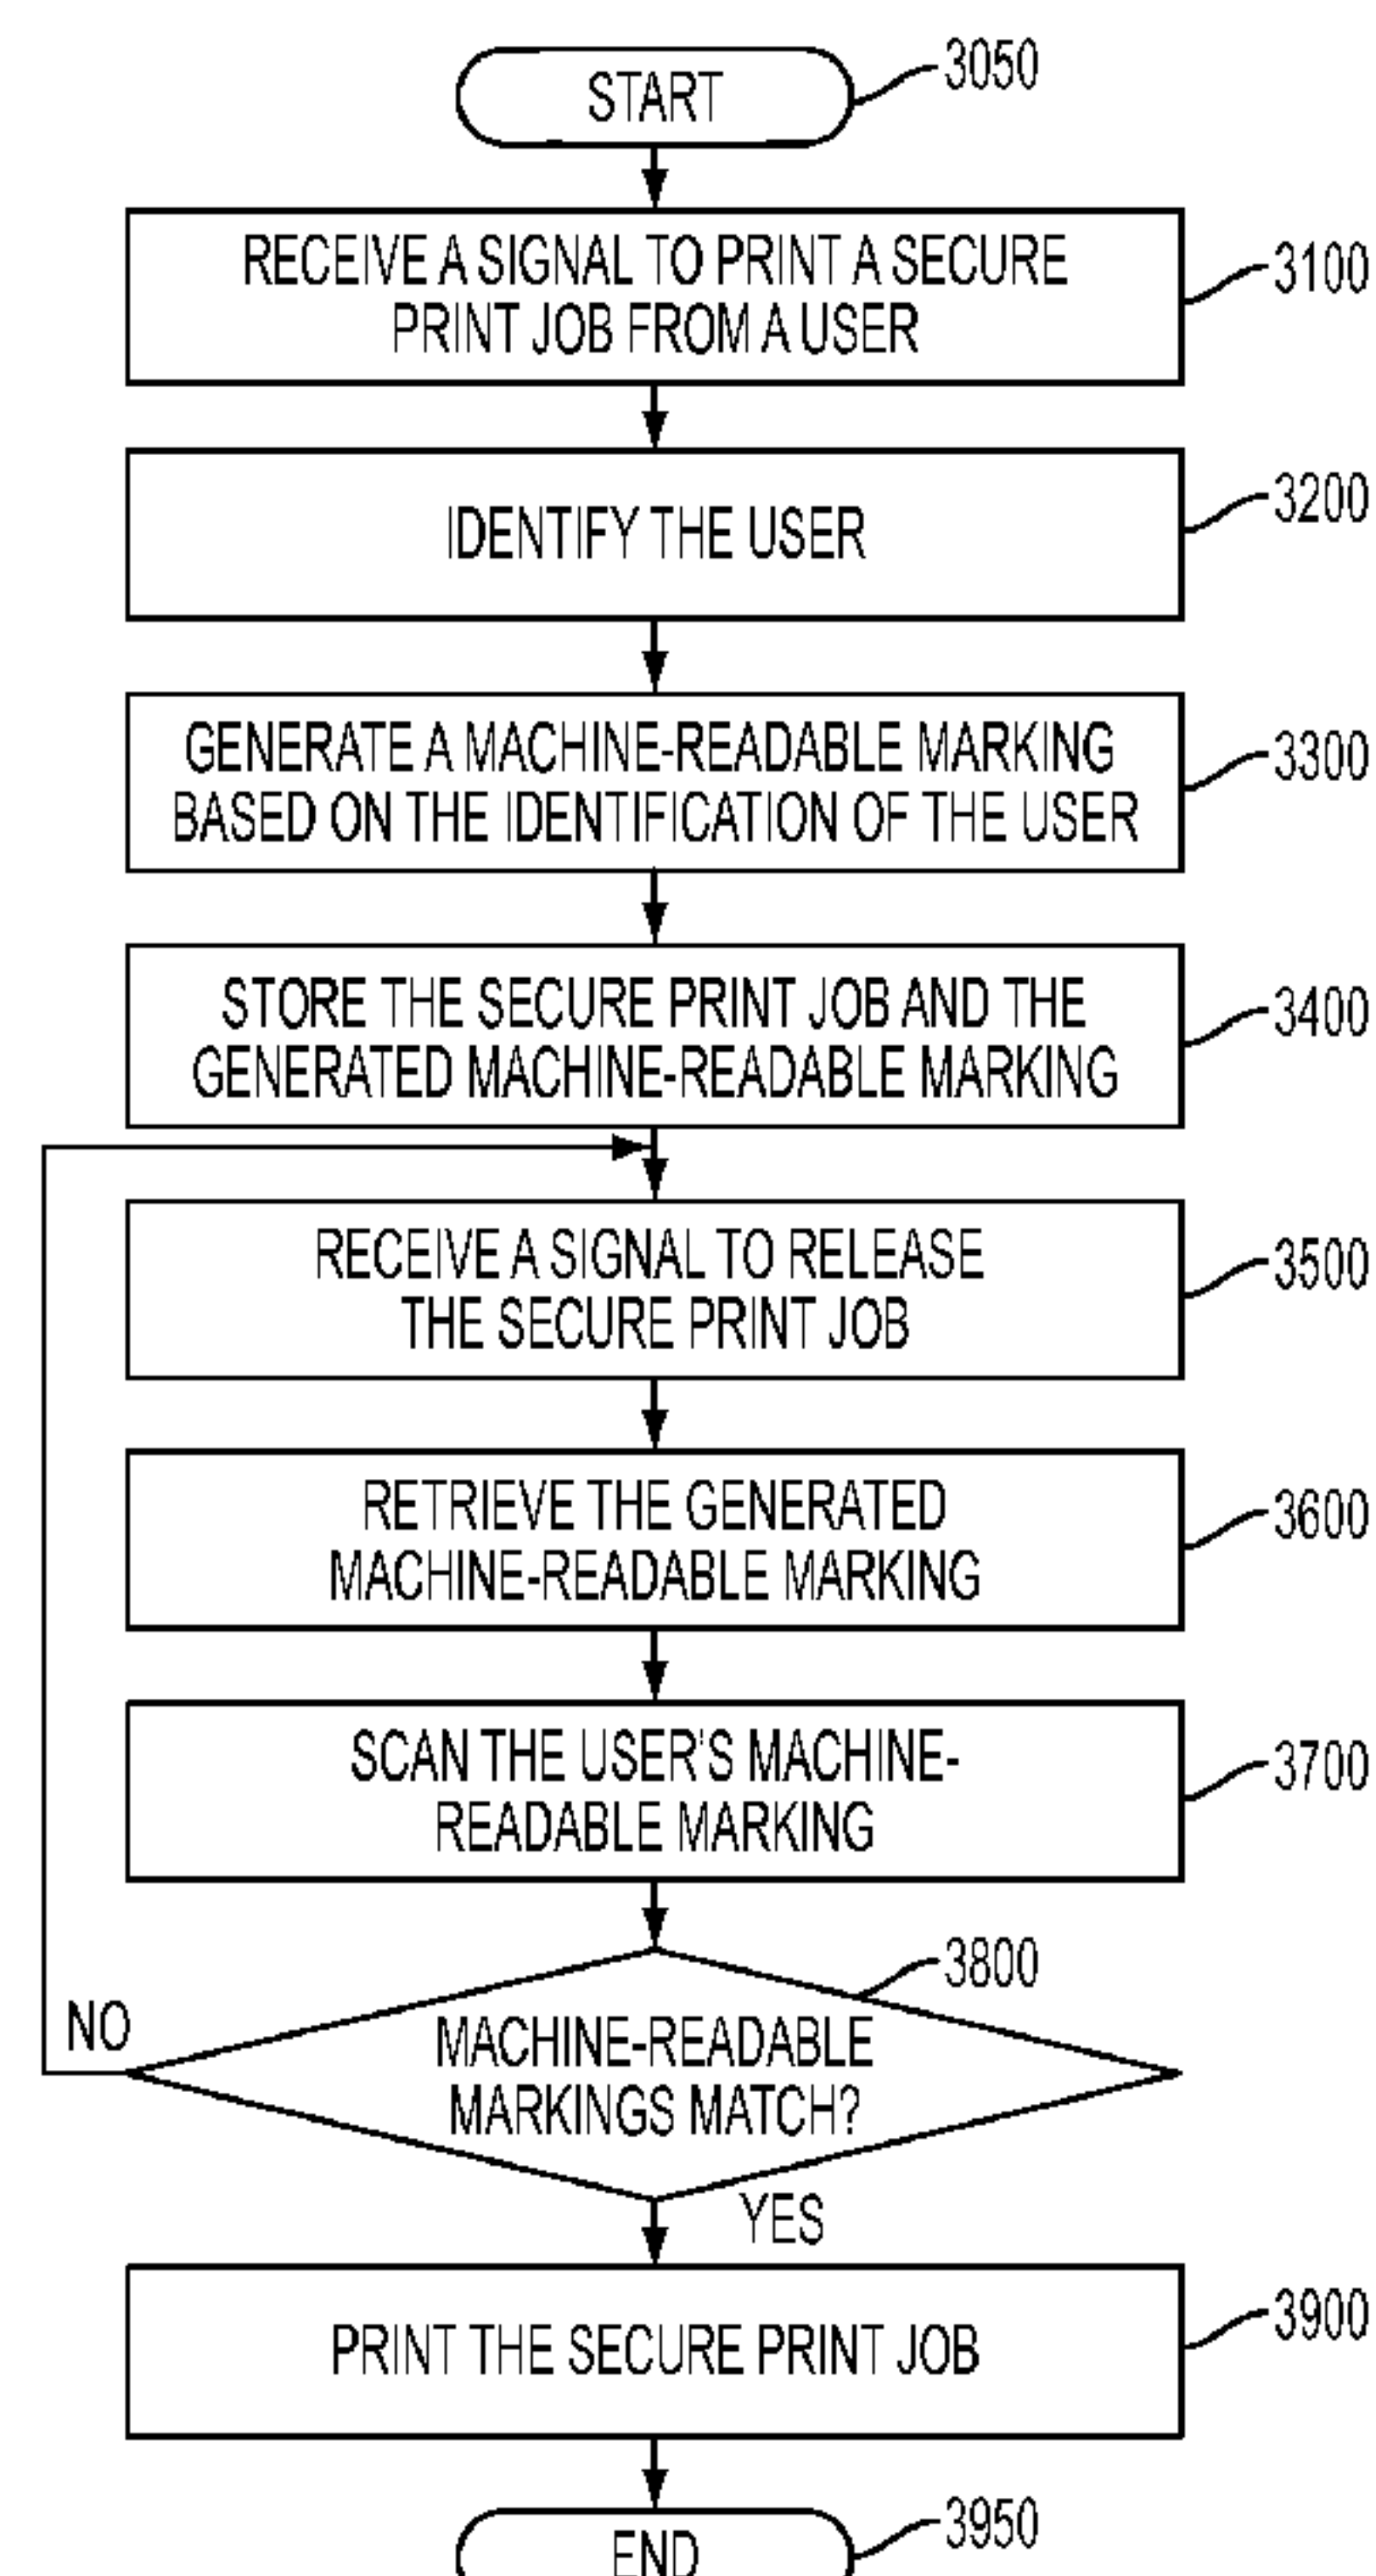 START
3050
RECEIVE A SIGNAL TO PRINT A SECURE
PRINT JOB FROM A USER
3100
IDENTIFY THE USER
3200
GENERATE A MACHINE-READABLE MARKING
BASED ON THE IDENTIFICATION OF THE USER
3300
STORE THE SECURE PRINT JOB AND THE
GENERATED MACHINE-READABLE MARKING
3400
RECEIVE A SIGNAL TO RELEASE
THE SECURE PRINT JOB
3500
RETRIEVE THE GENERATED
MACHINE-READABLE MARKING
3600
SCAN THE USER'S MACHINE-
READABLE MARKING
3700
3800
NO
MACHINE-READABLE
MARKINGS MATCH?
YES
PRINT THE SECURE PRINT JOB
3900
END
3950